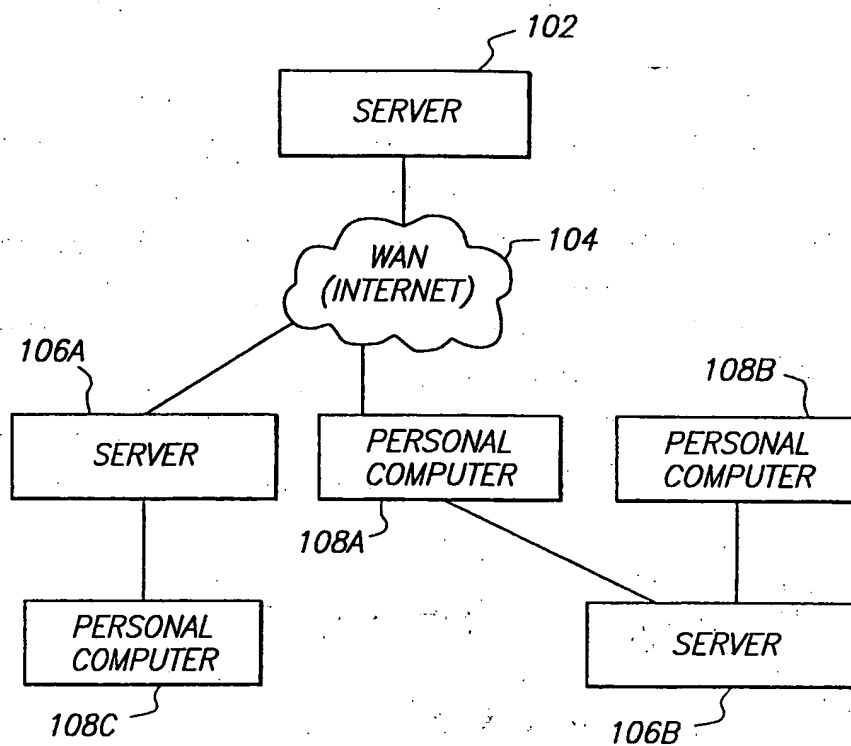 102
SERVER
WAN
(INTERNET)
104
106A
SERVER
PERSONAL
COMPUTER
108A
108B
PERSONAL
COMPUTER
PERSONAL
COMPUTER
108C
SERVER
106B